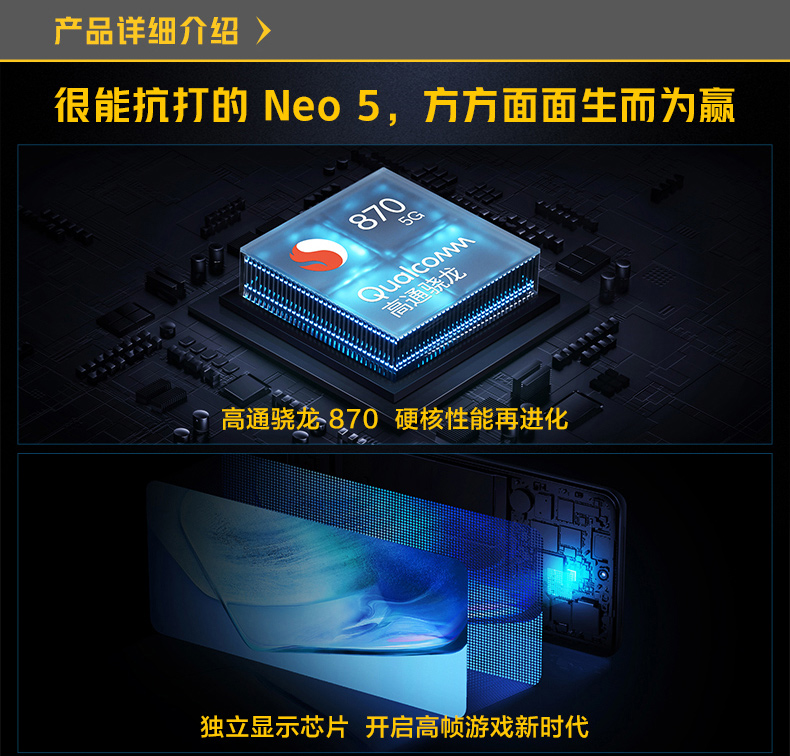 产品详细介绍
很能抗打的 Neo 5，方方面面生而为赢
870
5G
Qualcomm
高通骁龙
高通骁龙 870 硬核性能再进化
独立显示芯片 开启高帧游戏新时代